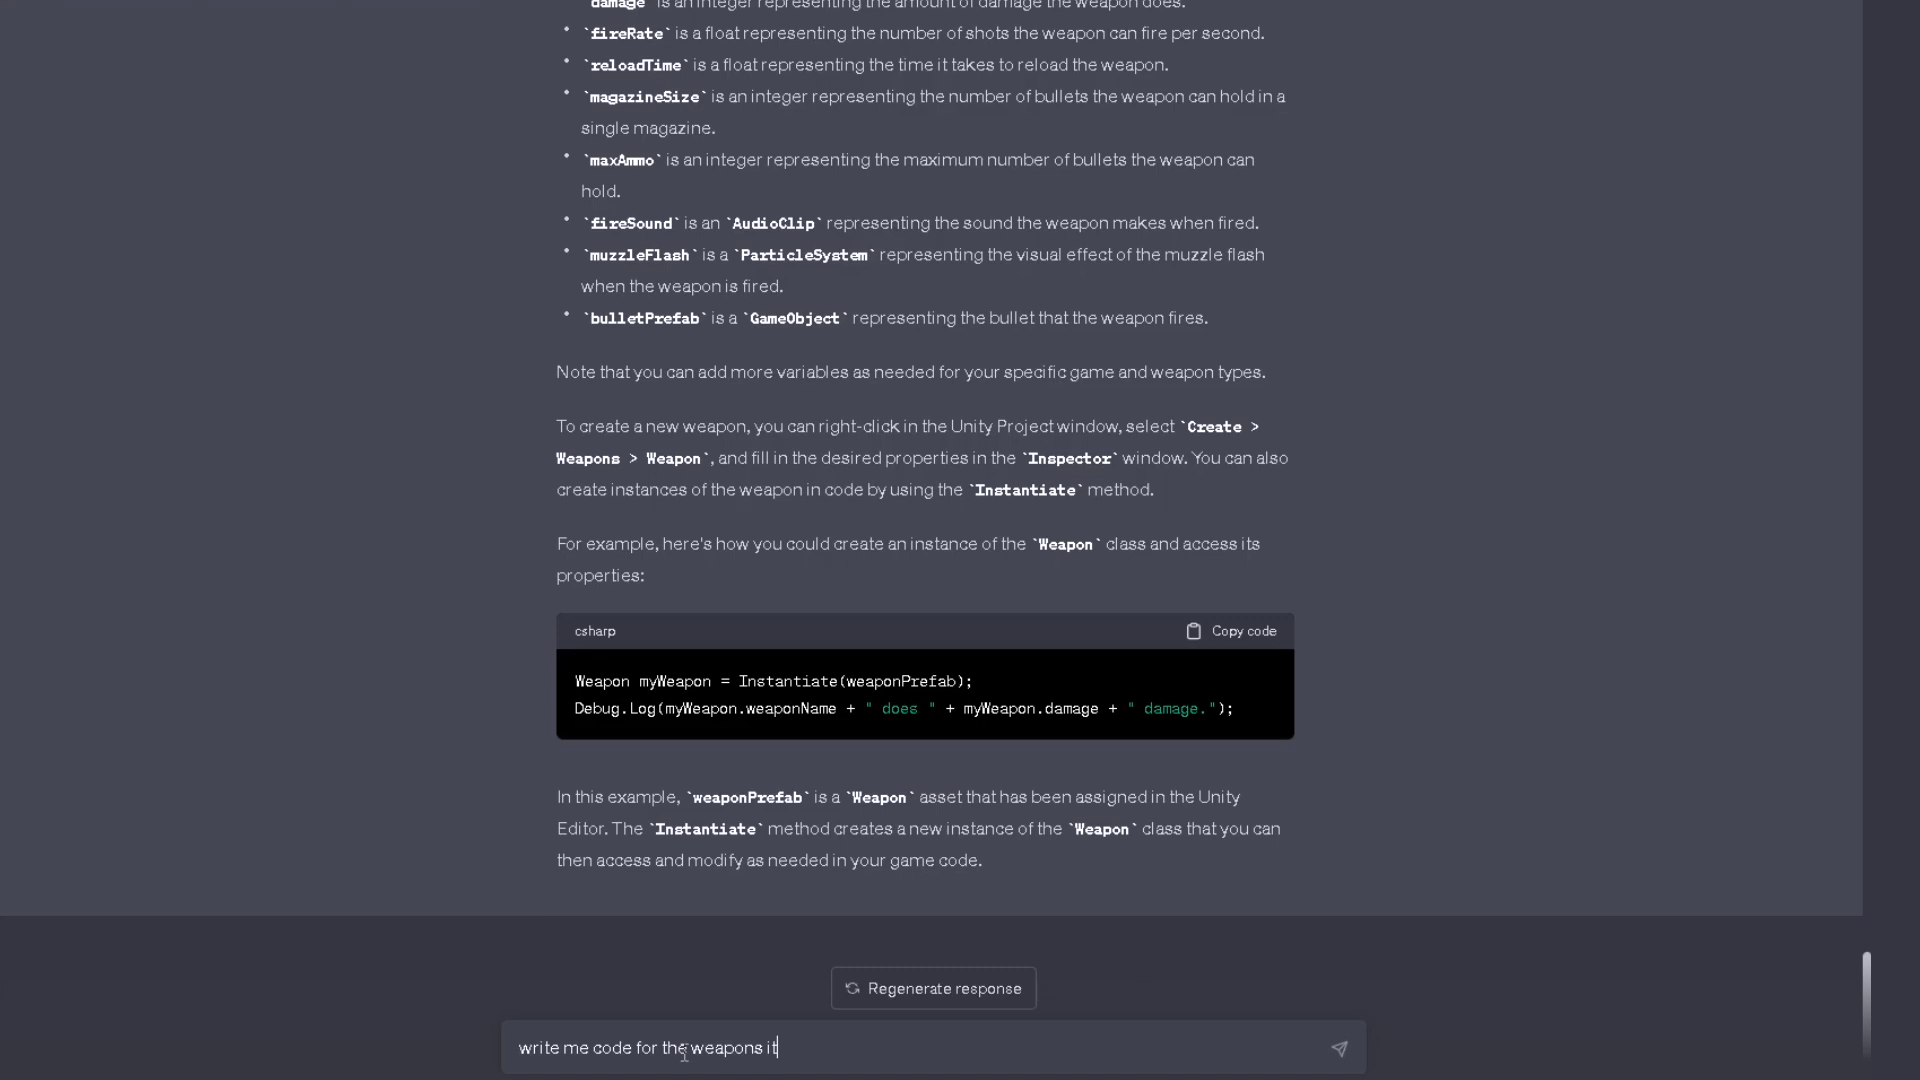 `damage` is an integer representing the amount of damage the weapon does.
• `fireRate` is a float representing the number of shots the weapon can fire per second.
• `reloadTime` is a float representing the time it takes to reload the weapon.
• `magazineSize` is an integer representing the number of bullets the weapon can hold in a
single magazine.
• `maxAmmo` is an integer representing the maximum number of bullets the weapon can
hold.
• `fireSound` is an `AudioClip` representing the sound the weapon makes when fired.
• `muzzleFlash` is a `ParticleSystem` representing the visual effect of the muzzle flash
when the weapon is fired.
• `bulletPrefab` is a `GameObject` representing the bullet that the weapon fires.
Note that you can add more variables as needed for your specific game and weapon types.
To create a new weapon, you can right-click in the Unity Project window, select `Create >
Weapons > Weapon`, and fill in the desired properties in the `Inspector` window. You can also
create instances of the weapon in code by using the `Instantiate` method.
For example, here's how you could create an instance of the `Weapon` class and access its
properties:
csharp Copy code
Weapon myWeapon = Instantiate(weaponPrefab);
Debug.Log(myWeapon.weaponName + " does " + myWeapon.damage + " damage.");
In this example, `weaponPrefab` is a `Weapon` asset that has been assigned in the Unity
Editor. The `Instantiate` method creates a new instance of the `Weapon` class that you can
then access and modify as needed in your game code.
Regenerate response
write me code for the weapons it